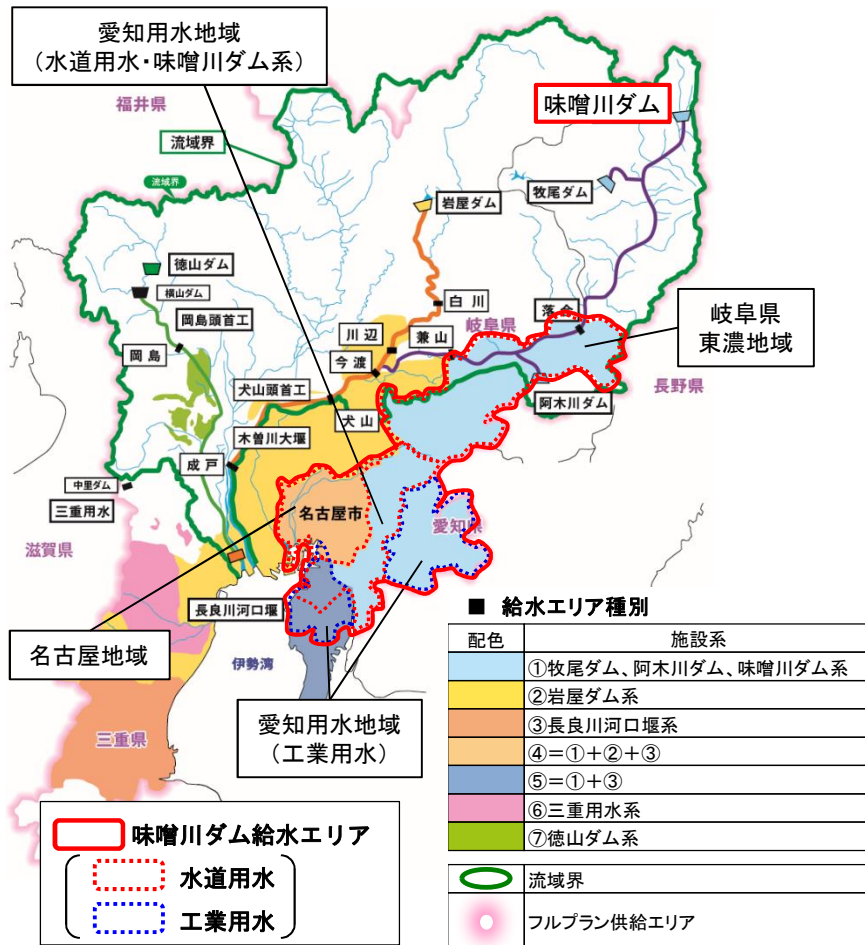 愛知用水地域
(水道用水・味噌川ダム系)
福井県
味噌川ダム
流域界
流域界
牧尾ダム
岩屋ダム
徳山ダム
横山ダム
白川
落合
岐阜県
東濃地域
岡島頭首工
川辺
兼山
岐阜県
岡島
今渡
長野県
犬山頭首工
阿木川ダム
犬山
木曽川大堰
成戸
中里ダム
三重用水
名古屋市
愛知県
滋賀県
長良川河口堰
名古屋地域
伊勢湾
愛知用水地域
(工業用水)
三重県
■ 給水エリア種別
配色 施設系
①牧尾ダム、阿木川ダム、味噌川ダム系
②岩屋ダム系
③長良川河口堰系
④=①+②+③
⑤=①+③
⑥三重用水系
⑦徳山ダム系
流域界
フルプラン供給エリア
味噌川ダム給水エリア
水道用水
工業用水